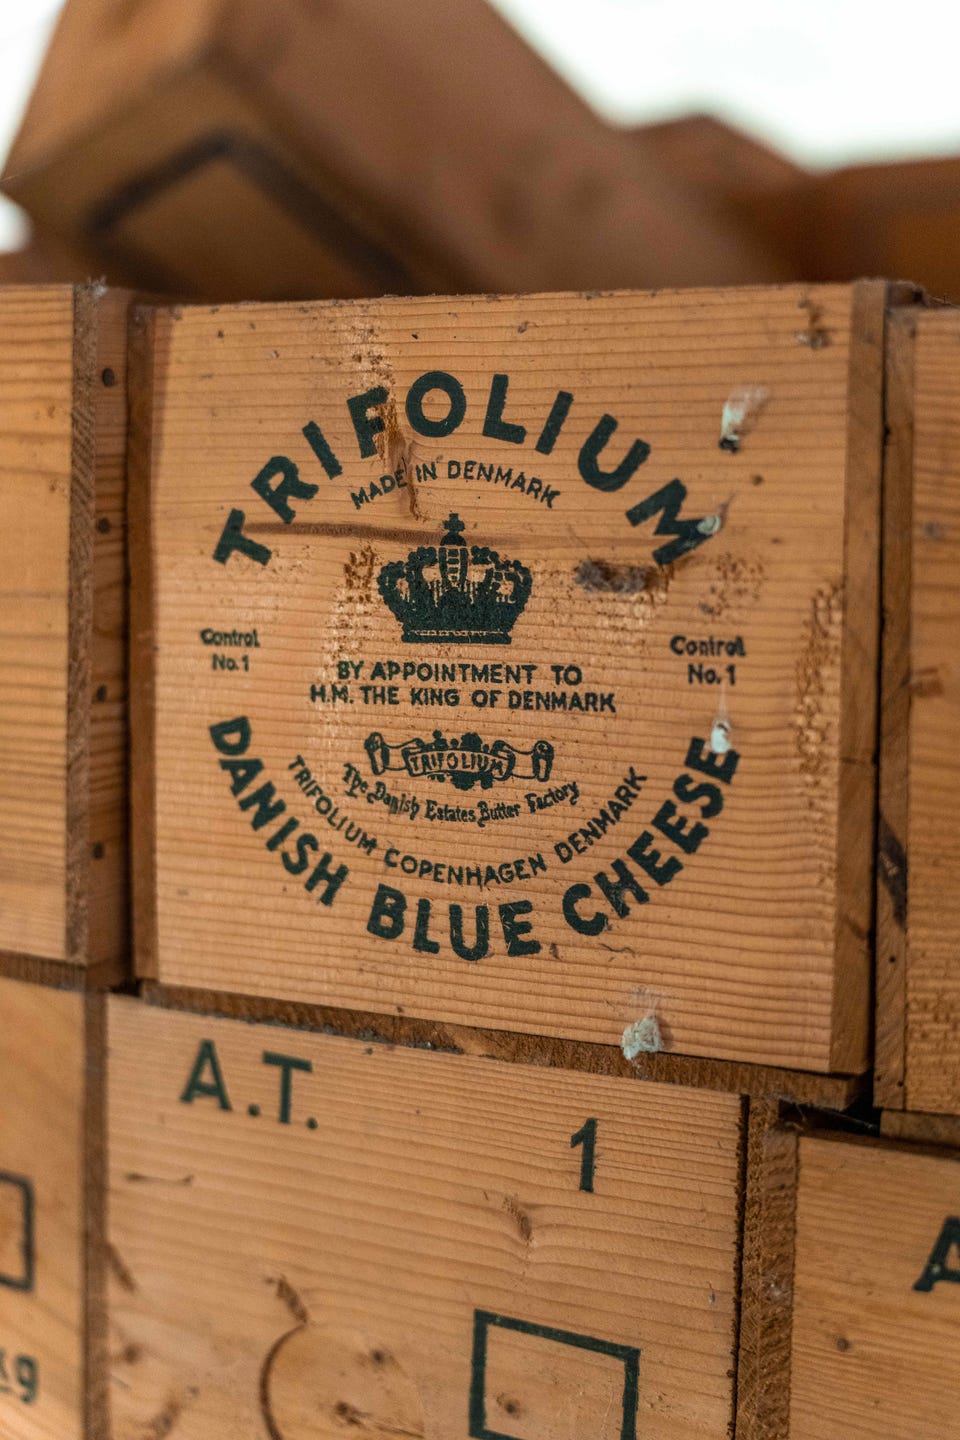 TRIFOLIUM
MADE IN DENMARK
Control
No.1
Control
No.1
BY APPOINTMENT TO
H.M. THE KING OF DENMARK
TRIFOLIUM
The Danish Estates Butter Factory
TRIFOLIUM COPENHAGEN DENMARK
DANISH BLUE CHEESE
A.T.
1
A
kg